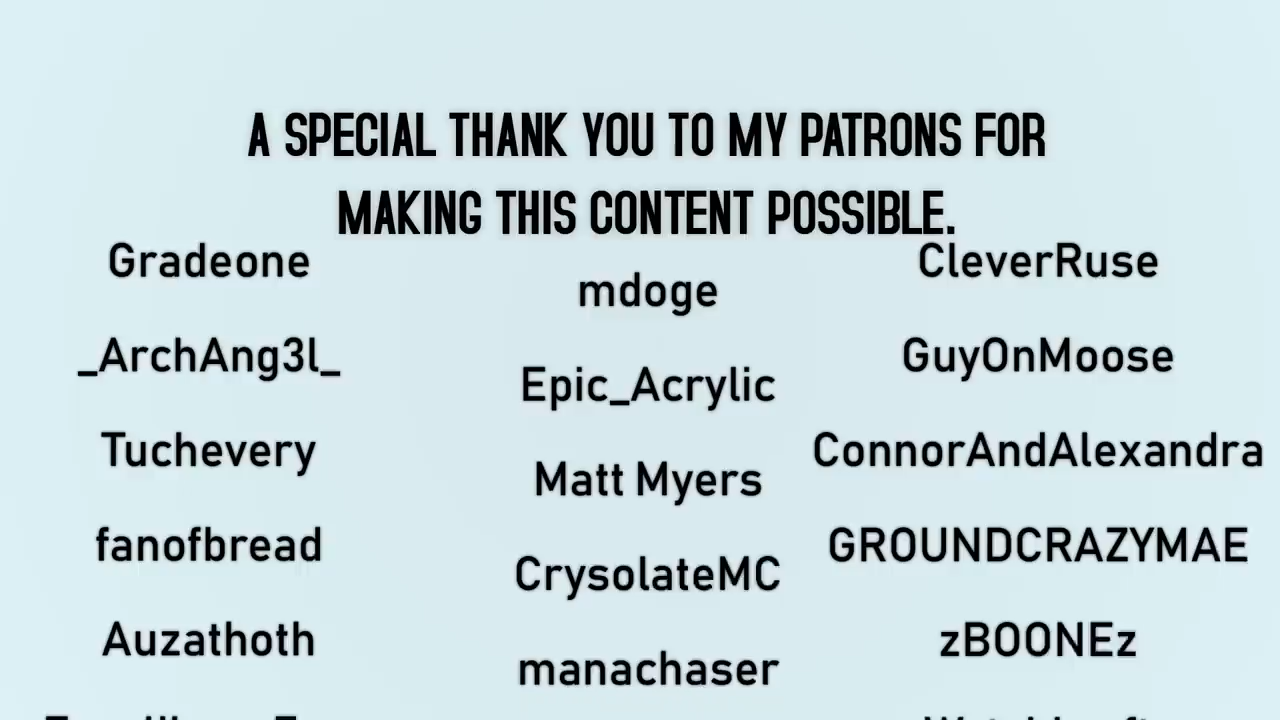 A SPECIAL THANK YOU TO MY PATRONS FOR
MAKING THIS CONTENT POSSIBLE.
Gradeone
_ArchAng3l_
Tuchevery
fanofbread
Auzathoth
mdoge
Epic_Acrylic
Matt Myers
CrysolateMC
manachaser
CleverRuse
GuyOnMoose
ConnorAndAlexandra
GROUNDCRAZYMAE
zBOONEz